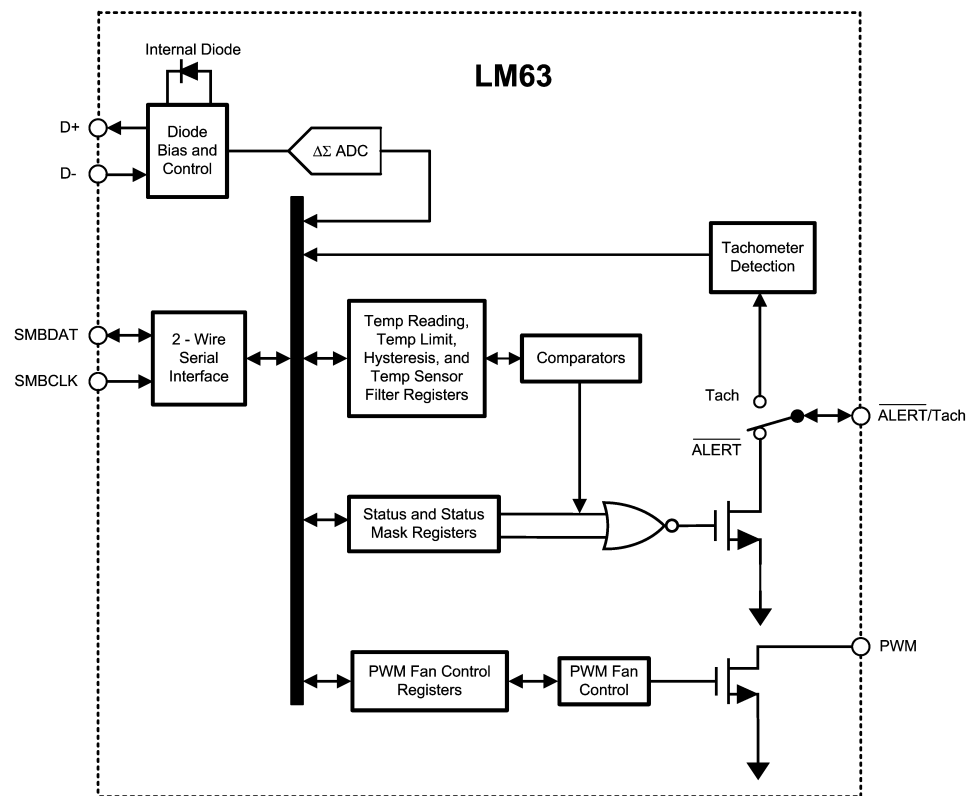 Internal Diode
LM63
D+
D-
Diode
Bias and
Control
ΔΣ ADC
Tachometer
Detection
SMBDAT
SMBCLK
2 - Wire
Serial
Interface
Temp Reading,
Temp Limit,
Hysteresis, and
Temp Sensor
Filter Registers
Comparators
Tach
ALERT
ALERT/Tach
Status and Status
Mask Registers
PWM Fan Control
Registers
PWM Fan
Control
PWM